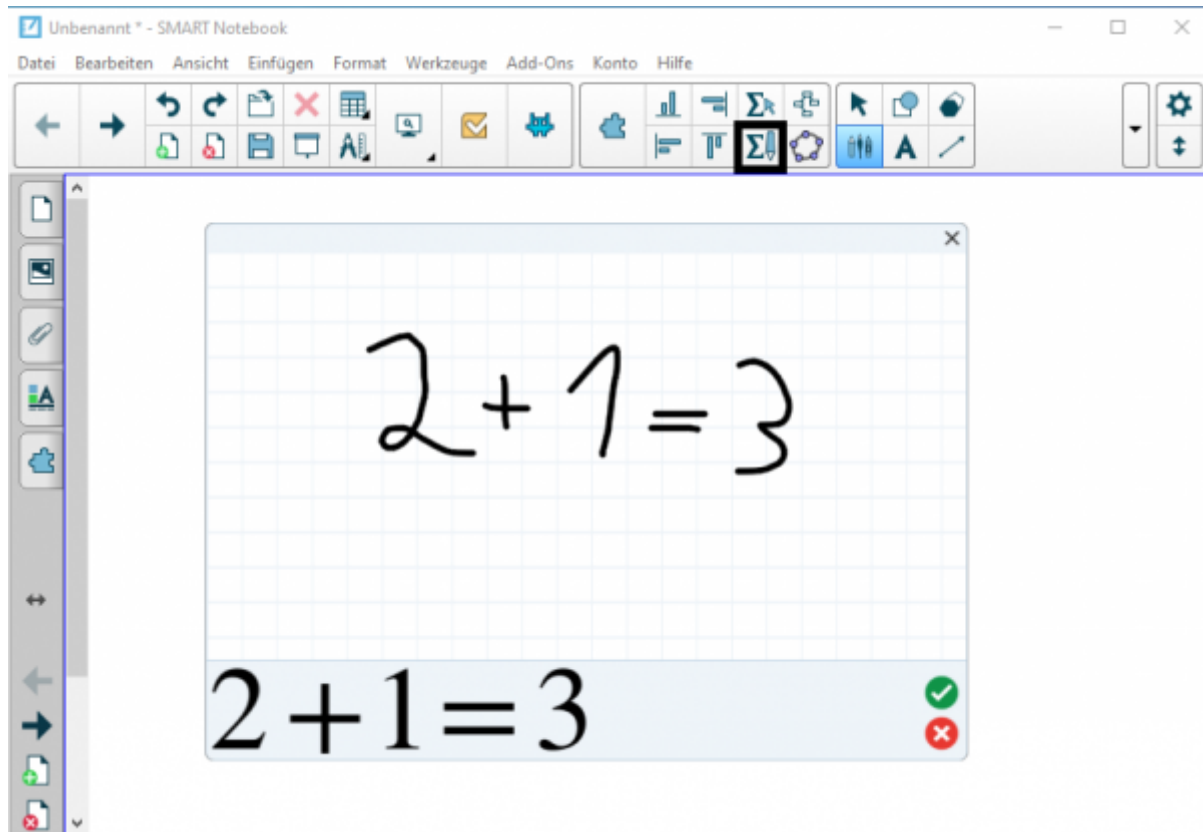 Unbenannt * - SMART Notebook
Datei Bearbeiten Ansicht Einfügen Format Werkzeuge Add-Ons Konto Hilfe
2+1=3
2+1=3